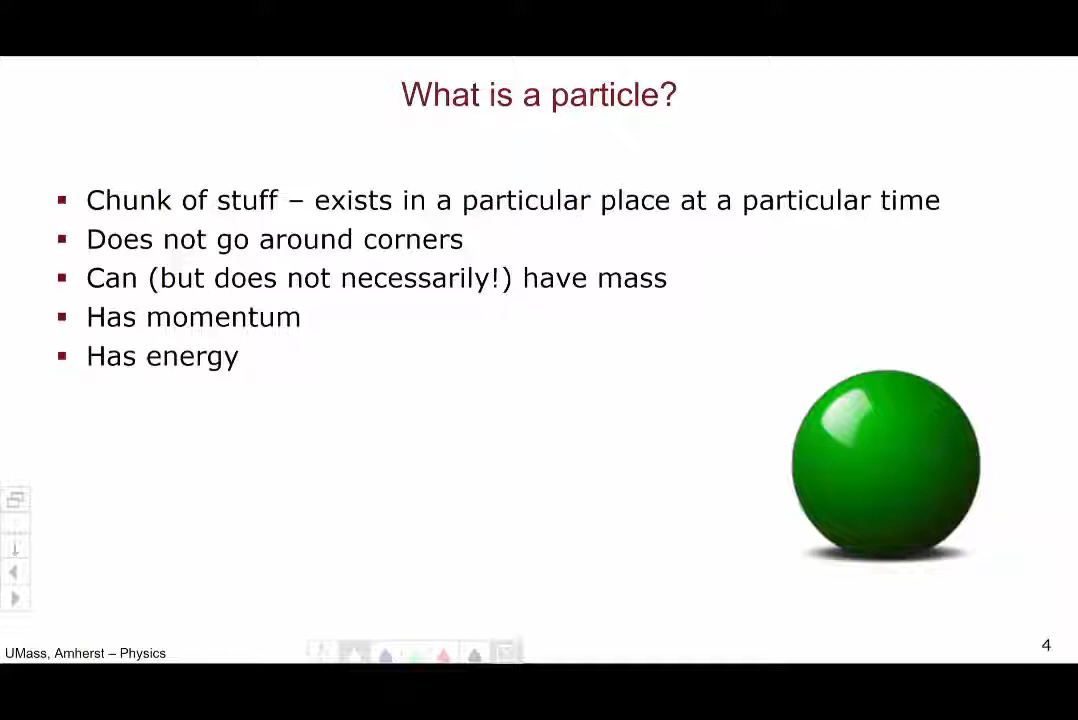 What is a particle?
▪ Chunk of stuff – exists in a particular place at a particular time
▪ Does not go around corners
▪ Can (but does not necessarily!) have mass
▪ Has momentum
▪ Has energy
UMass, Amherst – Physics
4